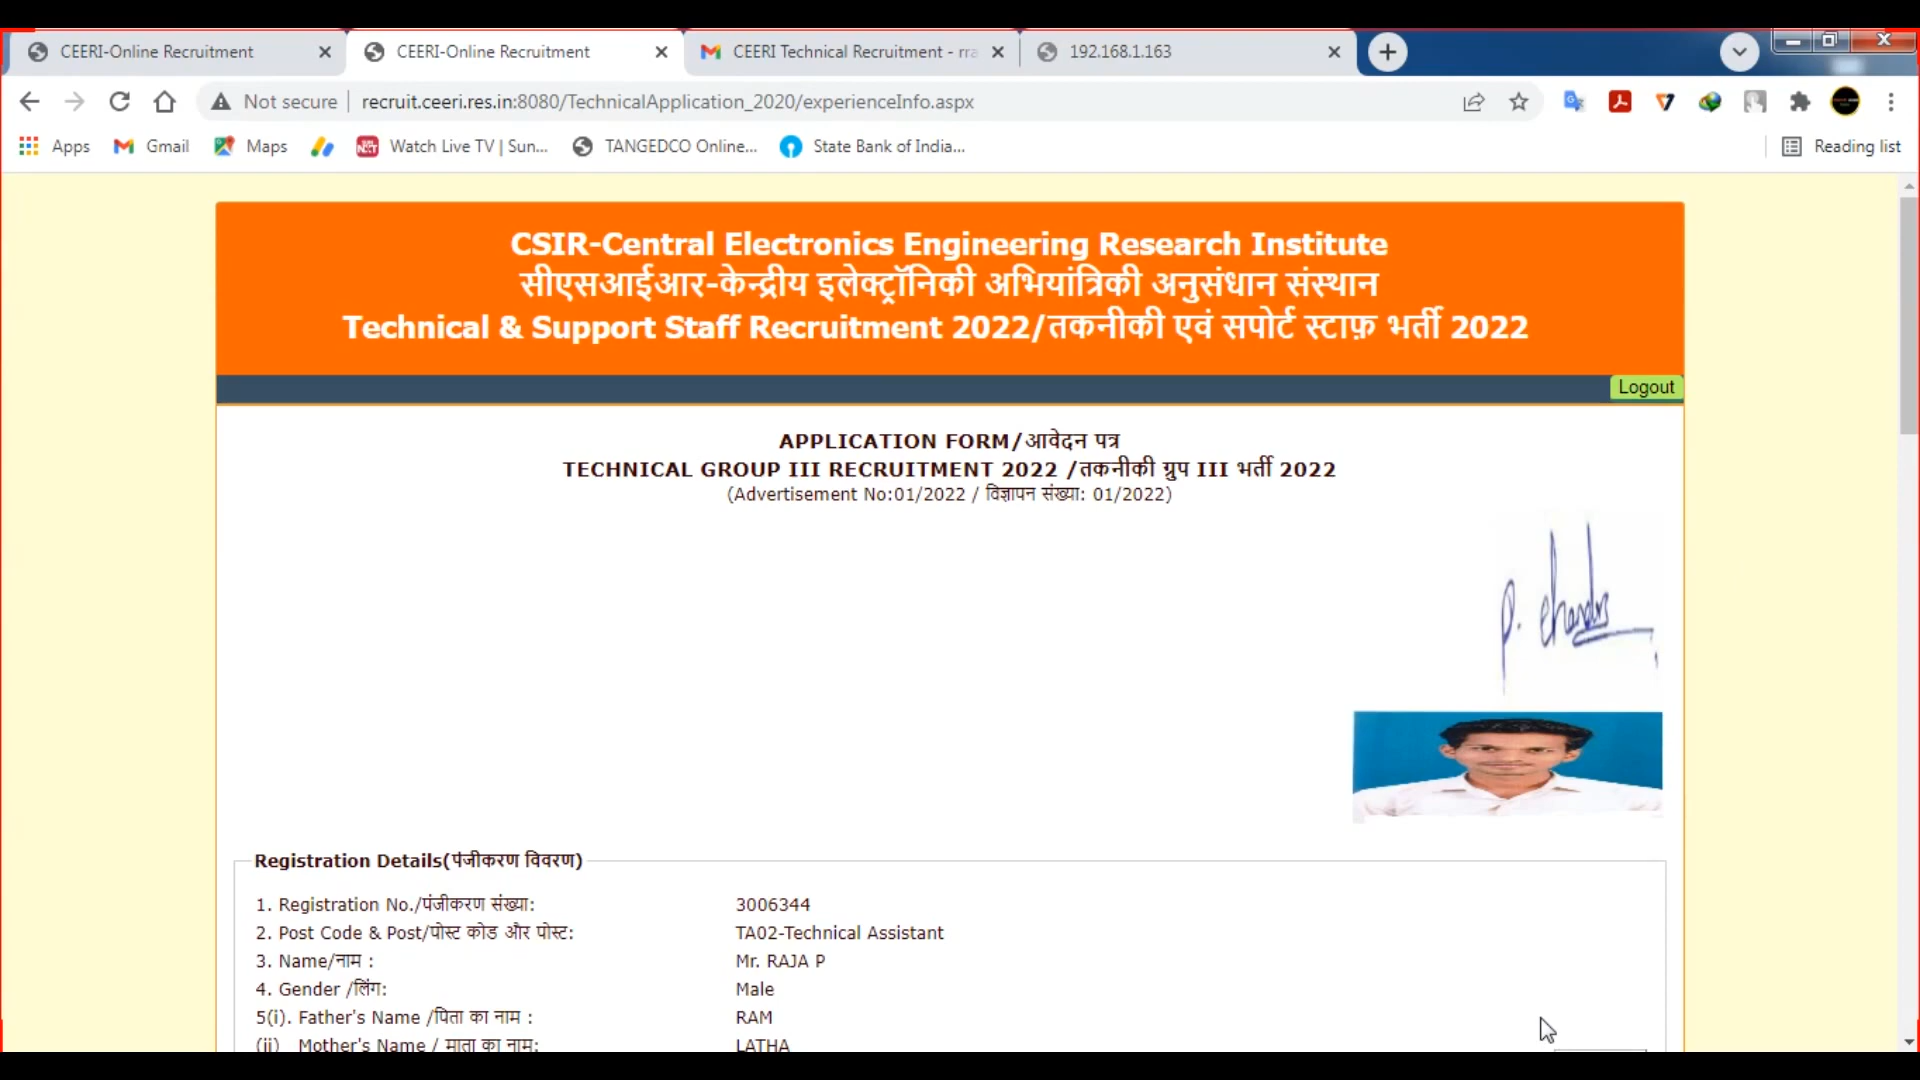 CEERI-Online Recruitment
CEERI-Online Recruitment
CEERI Technical Recruitment - rra
192.168.1.163
Not secure
recruit.ceeri.res.in:8080/TechnicalApplication_2020/experienceInfo.aspx
Apps
Gmail
Maps
Watch Live TV | Sun...
TANGEDCO Online...
State Bank of India...
Reading list
CSIR-Central Electronics Engineering Research Institute
सीएसआईआर-केन्द्रीय इलेक्ट्रॉनिकी अभियांत्रिकी अनुसंधान संस्थान
Technical & Support Staff Recruitment 2022/तकनीकी एवं सपोर्ट स्टाफ़ भर्ती 2022
Logout
APPLICATION FORM/आवेदन पत्र
TECHNICAL GROUP III RECRUITMENT 2022 /तकनीकी ग्रुप III भर्ती 2022
(Advertisement No:01/2022 / विज्ञापन संख्या: 01/2022)
Registration Details(पंजीकरण विवरण)
1. Registration No./पंजीकरण संख्या: 3006344
2. Post Code & Post/पोस्ट कोड और पोस्ट: TA02-Technical Assistant
3. Name/नाम : Mr. RAJA P
4. Gender /लिंग: Male
5(i). Father's Name /पिता का नाम : RAM
(ii) Mother's Name / माता का नाम: LATHA